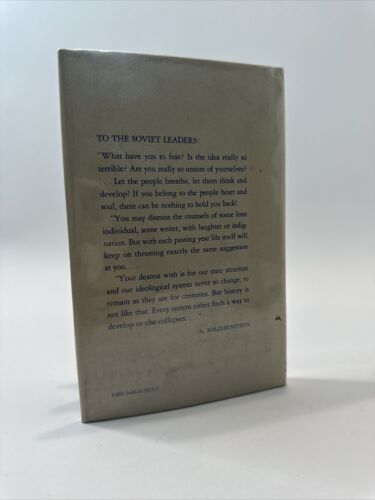 TO THE SOVIET LEADERS:
"What have you to fear? Is the idea really so
terrible? Are you really so unsure of yourselves?
. . . Let the people breathe, let them think and
develop! If you belong to the people heart and
soul, there can be nothing to hold you back!
"You may dismiss the counsels of some lone
individual, some writer, with laughter or indig-
nation. But with each passing year life itself will
keep on thrusting exactly the same suggestion
at you. . . .
"Your dearest wish is for our state structure
and our ideological system never to change, to
remain as they are for centuries. But history is
not like that. Every system either finds a way to
develop or else collapses. . . ."
A. SOLZHENITSYN
ISBN